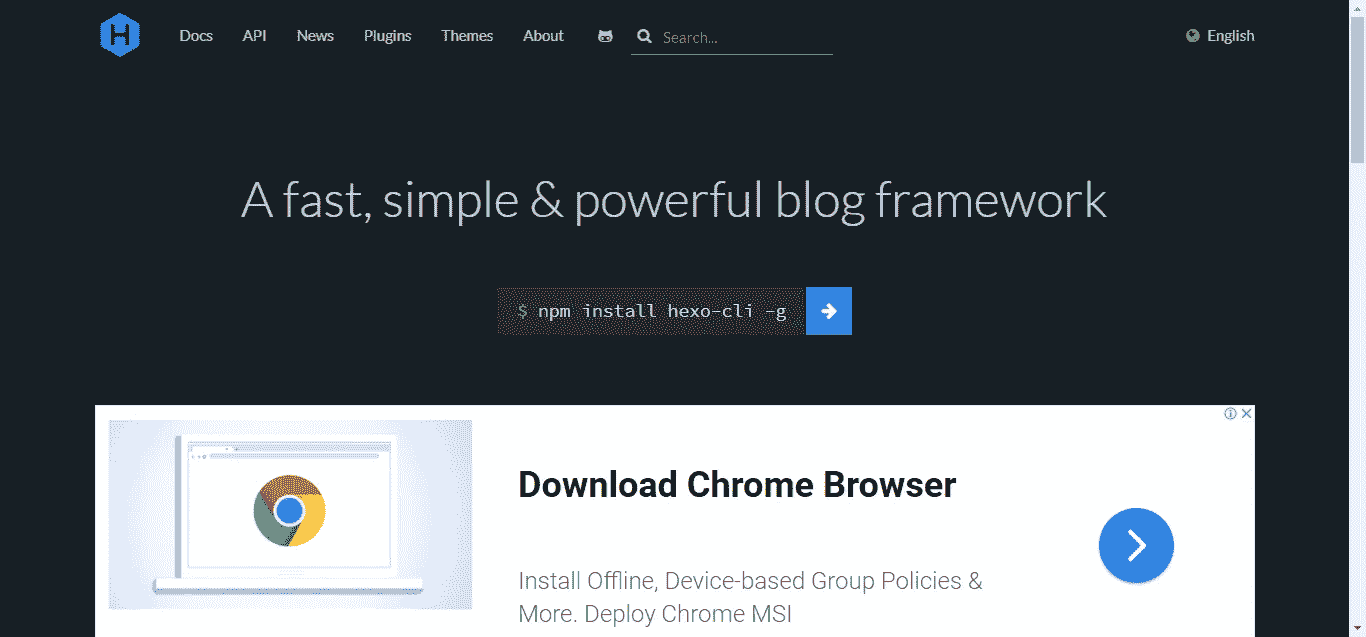 H Docs API News Plugins Themes About Search... English
A fast, simple & powerful blog framework
$ npm install hexo-cli -g
Download Chrome Browser
Install Offline, Device-based Group Policies &
More. Deploy Chrome MSI